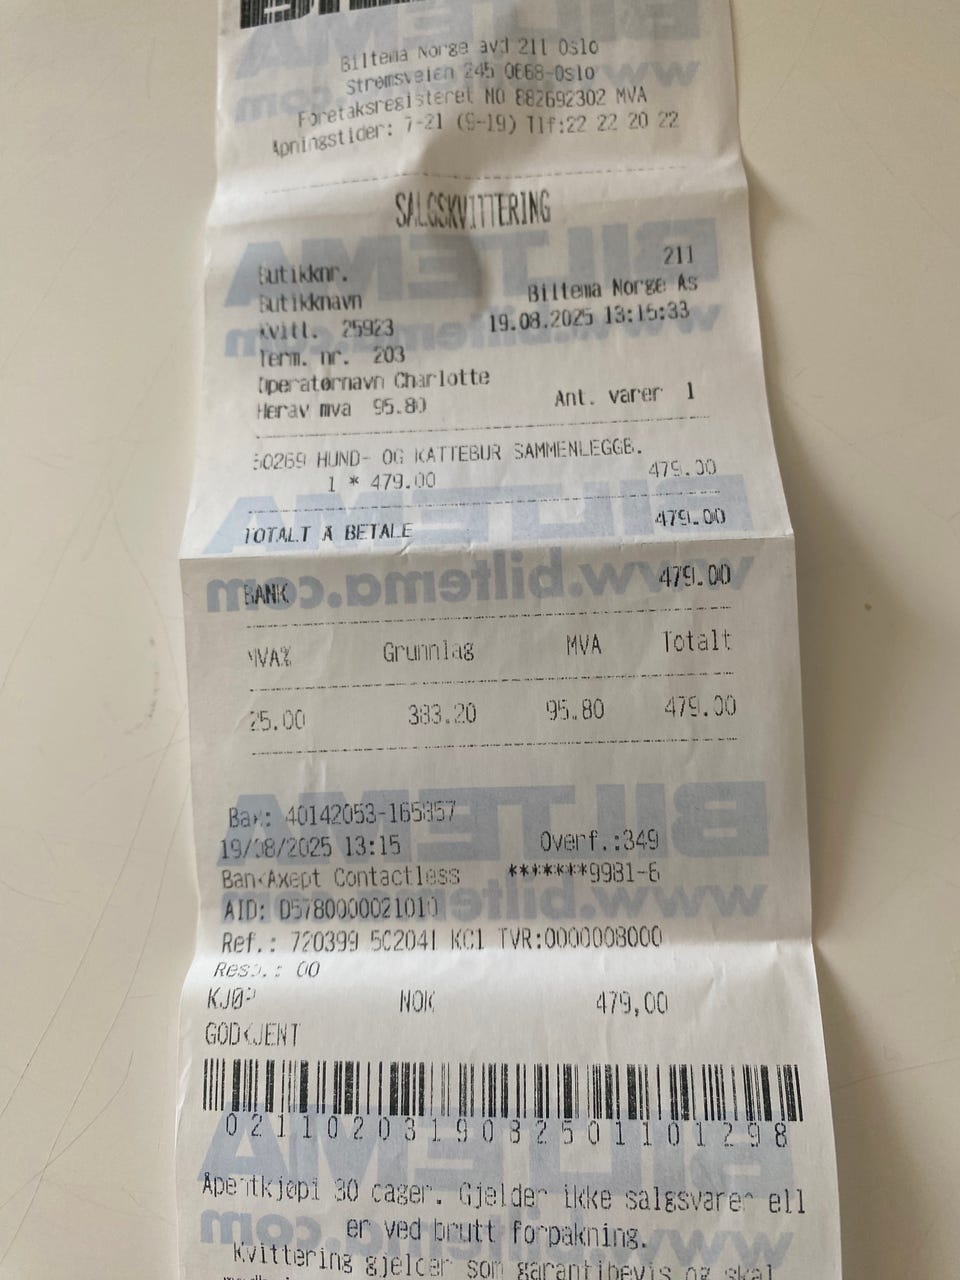 Biltema Norge avd 211 Oslo
Strømsveien 245 0668-Oslo
Foretaksregisteret NO 882692302 MVA
Åpningstider: 7-21 (9-19) Tlf:22 22 20 22
SALGSKVITTERING
Butikknr. 211
Butikknavn Biltema Norge As
Kvitt. 25923 19.08.2025 13:15:33
Term. nr. 203
Operatørnavn Charlotte
Herav mva 95.80 Ant. varer 1
50269 HUND- OG KATTEBUR SAMMENLEGGB.
1 * 479.00 479.00
TOTALT Å BETALE 479.00
BANK 479.00
MVA% Grunnlag MVA Totalt
25.00 383.20 95.80 479.00
Bax: 40142053-165857
19/08/2025 13:15 Overf.:349
BankAxept Contactless *******9981-6
AID: D5780000021010
Ref.: 720399 502041 KC1 TVR:0000008000
Resp.: 00
KJØP NOK 479,00
GODKJENT
0211020319082501101298
Åpentkjøp i 30 dager. Gjelder ikke salgsvarer ell
er ved brutt forpakning.
Kvittering gjelder som garantibevis og skal